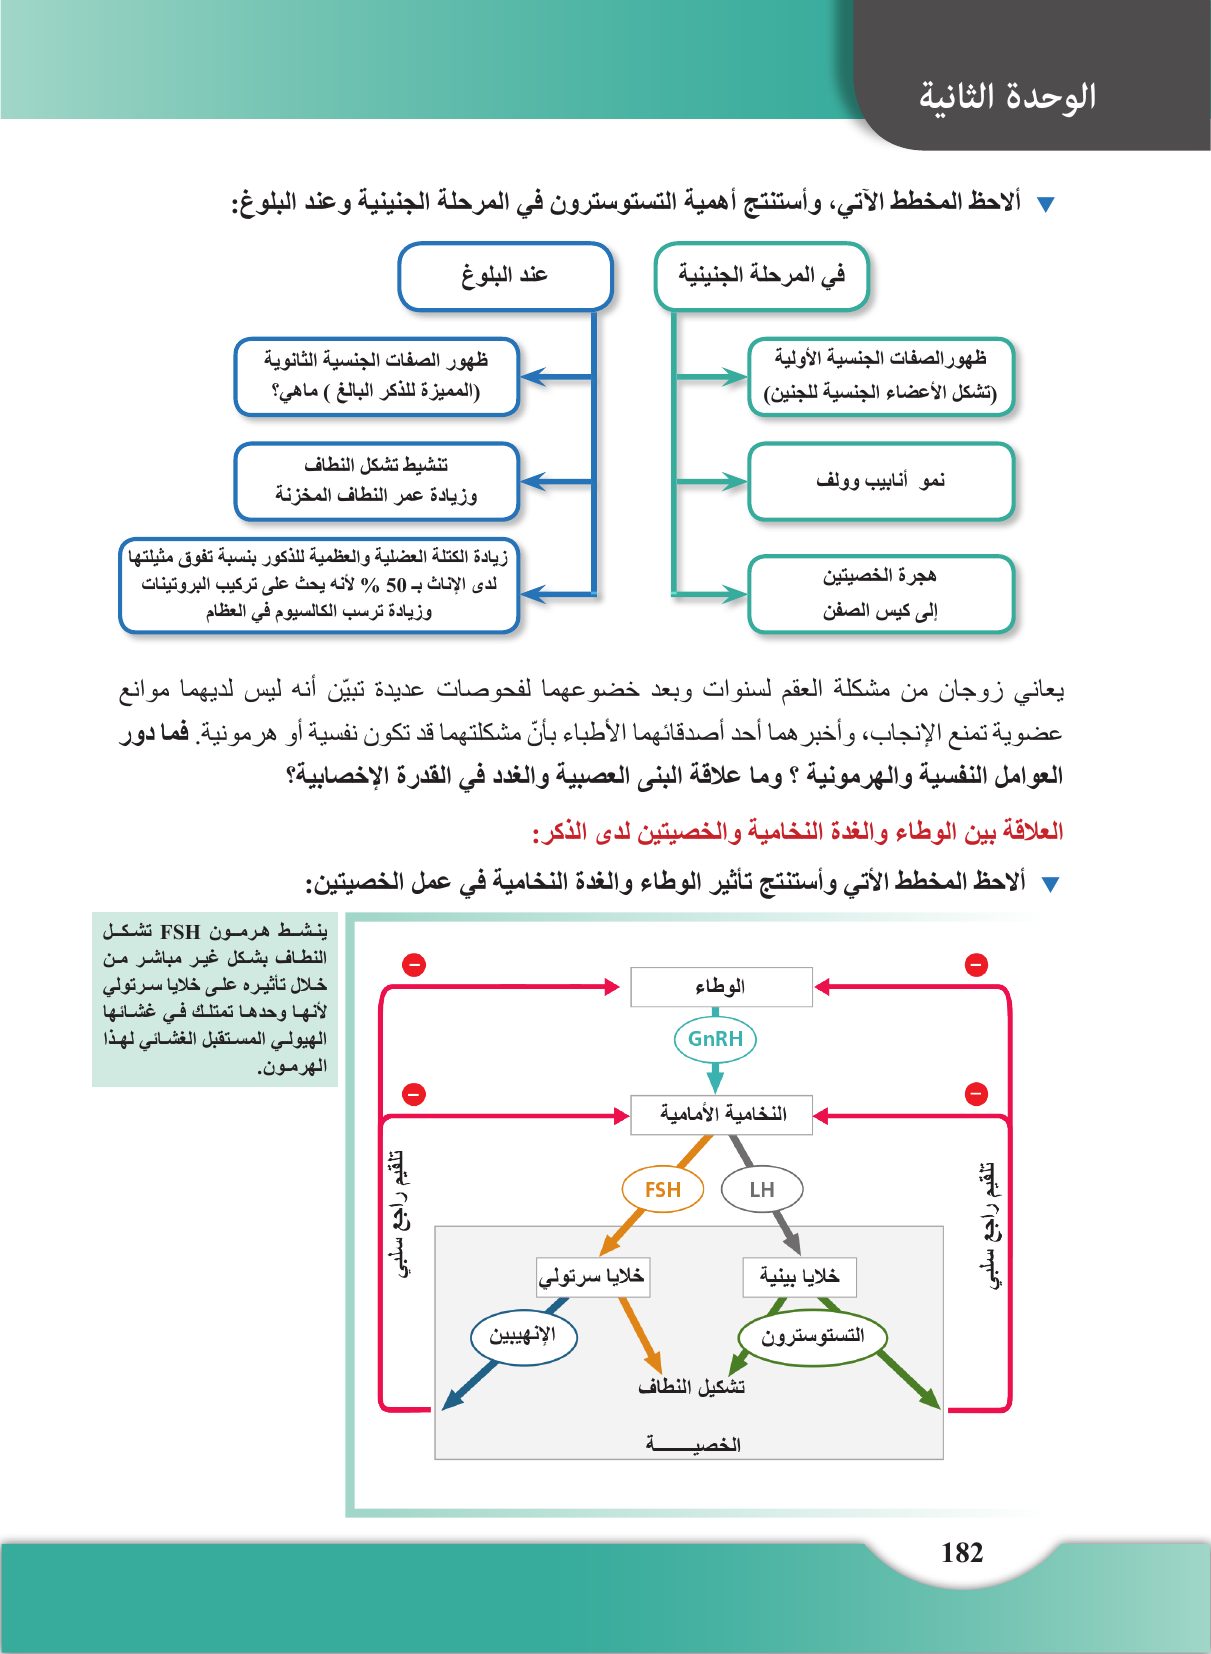 الوحدة الثانية
ألاحظ المخطط الآتي، وأستنتج أهمية التستوسترون في المرحلة الجنينية وعند البلوغ:
في المرحلة الجنينية
ظهورالصفات الجنسية الأولية
(تشكل الأعضاء الجنسية للجنين)
نمو أنابيب وولف
هجرة الخصيتين
إلى كيس الصفن
عند البلوغ
ظهور الصفات الجنسية الثانوية
(المميزة للذكر البالغ ) ماهي؟
تنشيط تشكل النطاف
وزيادة عمر النطاف المخزنة
زيادة الكتلة العضلية والعظمية للذكور بنسبة تفوق مثيلتها
لدى الإناث بـ 50 % لأنه يحث على تركيب البروتينات
وزيادة ترسب الكالسيوم في العظام
يعاني زوجان من مشكلة العقم لسنوات وبعد خضوعهما لفحوصات عديدة تبيّن أنه ليس لديهما موانع
عضوية تمنع الإنجاب، وأخبرهما أحد أصدقائهما الأطباء بأنّ مشكلتهما قد تكون نفسية أو هرمونية. فما دور
العوامل النفسية والهرمونية ؟ وما علاقة البنى العصبية والغدد في القدرة الإخصابية؟
العلاقة بين الوطاء والغدة النخامية والخصيتين لدى الذكر:
ألاحظ المخطط الأتي وأستنتج تأثير الوطاء والغدة النخامية في عمل الخصيتين:
ينشط هرمون FSH تشكل
النطاف بشكل غير مباشر من
خلال تأثيره على خلايا سرتولي
لأنها وحدها تمتلك في غشائها
الهيولي المستقبل الغشائي لهذا
الهرمون.
الوطاء
GnRH
النخامية الأمامية
FSH
LH
تلقيم راجع سلبي
تلقيم راجع سلبي
خلايا سرتولي
خلايا بينية
الإنهيبين
التستوسترون
تشكيل النطاف
الخصيـــــــة
182